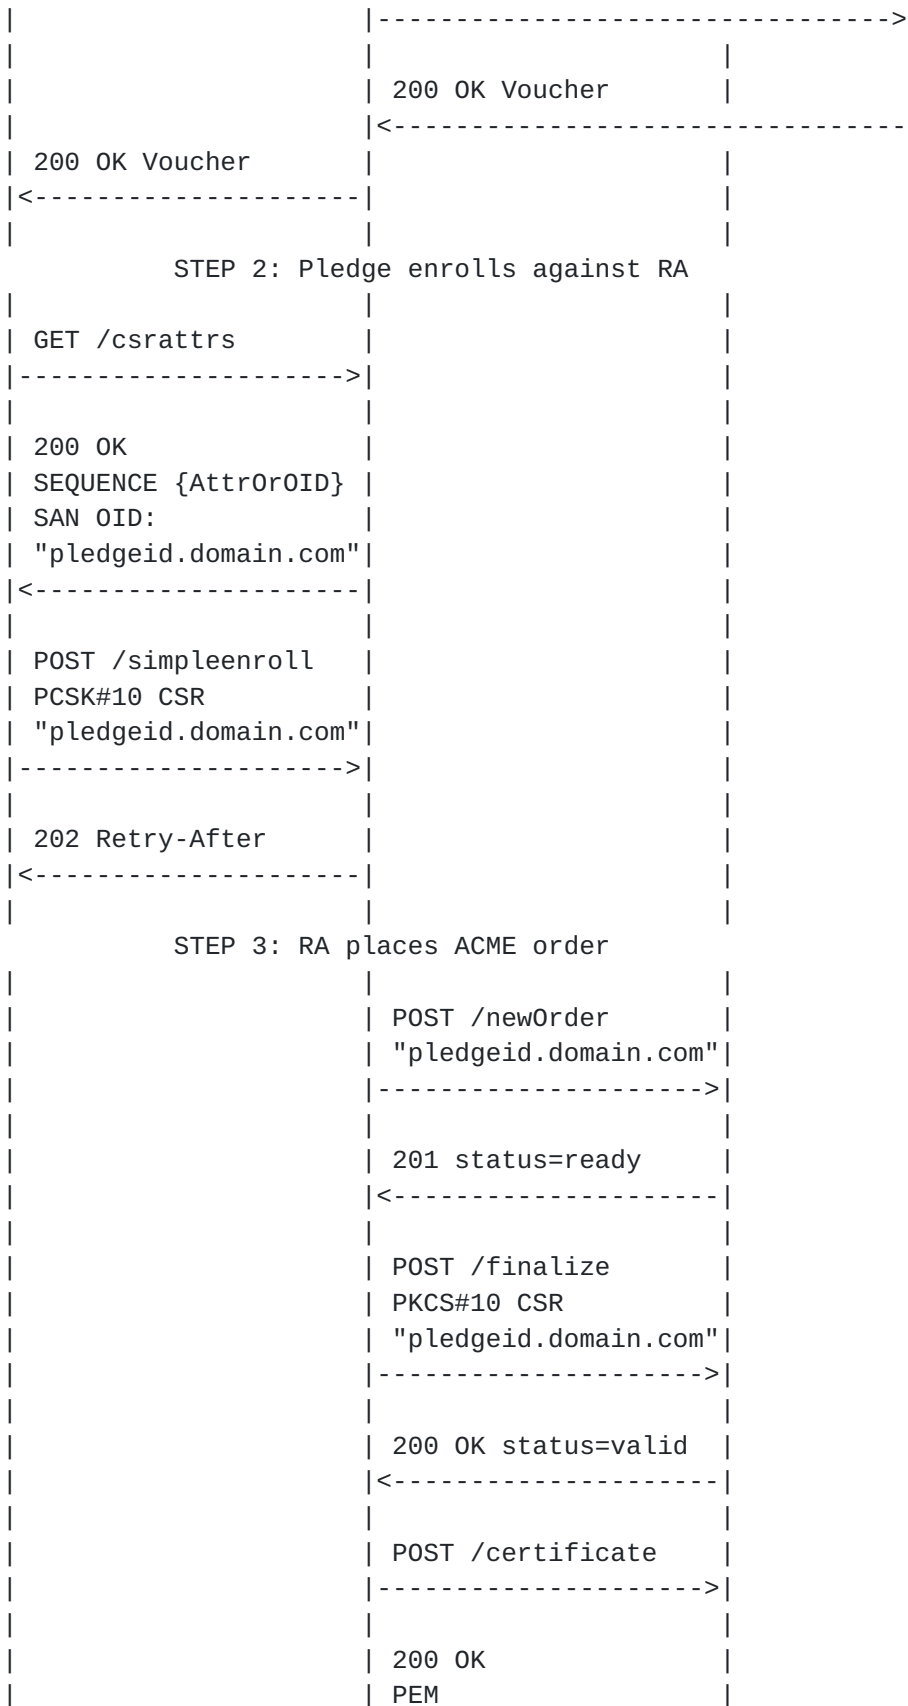 |                      |--------------------------------->
|                      |                      |
|                      | 200 OK Voucher       |
|                      |<---------------------------------
| 200 OK Voucher       |                      |
|<---------------------|                      |
|                      |                      |
          STEP 2: Pledge enrolls against RA
|                      |                      |
| GET /csrattrs        |                      |
|--------------------->|                      |
|                      |                      |
| 200 OK               |                      |
| SEQUENCE {AttrOrOID} |                      |
| SAN OID:             |                      |
| "pledgeid.domain.com"|                      |
|<---------------------|                      |
|                      |                      |
| POST /simpleenroll   |                      |
| PCSK#10 CSR          |                      |
| "pledgeid.domain.com"|                      |
|--------------------->|                      |
|                      |                      |
| 202 Retry-After      |                      |
|<---------------------|                      |
|                      |                      |
          STEP 3: RA places ACME order
|                      |                      |
|                      | POST /newOrder       |
|                      | "pledgeid.domain.com"|
|                      |--------------------->|
|                      |                      |
|                      | 201 status=ready     |
|                      |<---------------------|
|                      |                      |
|                      | POST /finalize       |
|                      | PKCS#10 CSR          |
|                      | "pledgeid.domain.com"|
|                      |--------------------->|
|                      |                      |
|                      | 200 OK status=valid  |
|                      |<---------------------|
|                      |                      |
|                      | POST /certificate    |
|                      |--------------------->|
|                      |                      |
|                      | 200 OK               |
|                      | PEM                  |